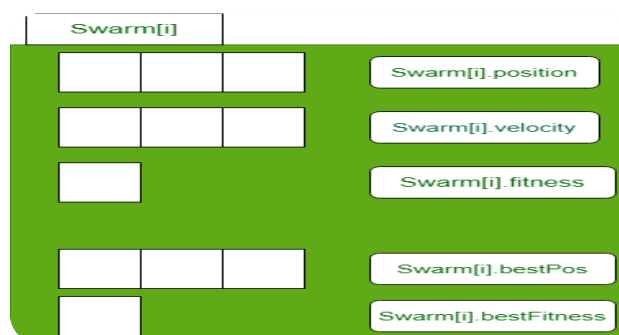 Swarm[i]
Swarm[i].position
Swarm[i].velocity
Swarm[i].fitness
Swarm[i].bestPos
Swarm[i].bestFitness